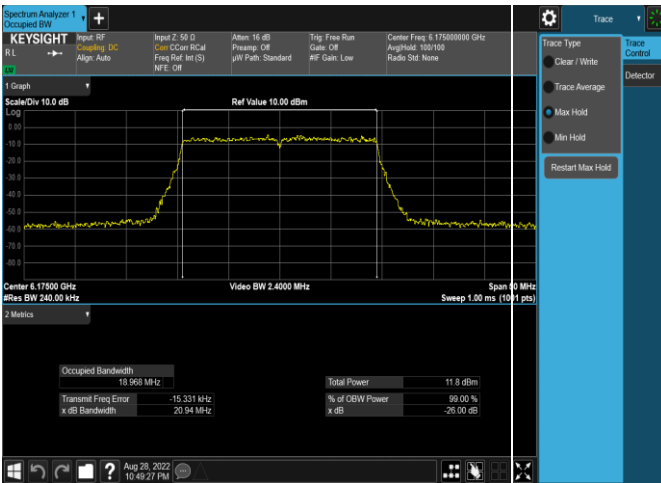 Spectrum Analyzer 1
Occupied BW
+
Trace
KEYSIGHT
Input: RF
Input Z: 50 Ω
Atten: 16 dB
Trig: Free Run
Center Freq: 6.175000000 GHz
R L
Coupling: DC
Corr CCorr RCal
Preamp: Off
Gate: Off
Avg|Hold: 100/100
Align: Auto
Freq Ref: Int (S)
µW Path: Standard
#IF Gain: Low
Radio Std: None
NFE: Off
Trace Type
Clear / Write
Trace Average
Max Hold
Min Hold
Restart Max Hold
Trace
Control
Detector
1 Graph
Scale/Div 10.0 dB
Ref Value 10.00 dBm
Log
0.00
-10.0
-20.0
-30.0
-40.0
-50.0
-60.0
-70.0
-80.0
Center 6.17500 GHz
Video BW 2.4000 MHz
Span 50 MHz
#Res BW 240.00 kHz
Sweep 1.00 ms (1001 pts)
2 Metrics
Occupied Bandwidth
18.968 MHz
Total Power
11.8 dBm
Transmit Freq Error
-15.331 kHz
% of OBW Power
99.00 %
x dB Bandwidth
20.94 MHz
x dB
-26.00 dB
?
Aug 28, 2022
10:49:27 PM